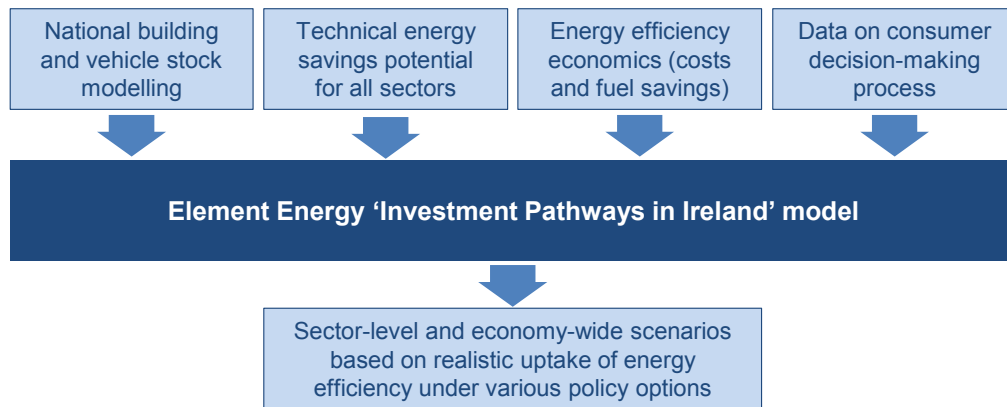 National building
and vehicle stock
modelling
Technical energy
savings potential
for all sectors
Energy efficiency
economics (costs
and fuel savings)
Data on consumer
decision-making
process
Element Energy ‘Investment Pathways in Ireland’ model
Sector-level and economy-wide scenarios
based on realistic uptake of energy
efficiency under various policy options